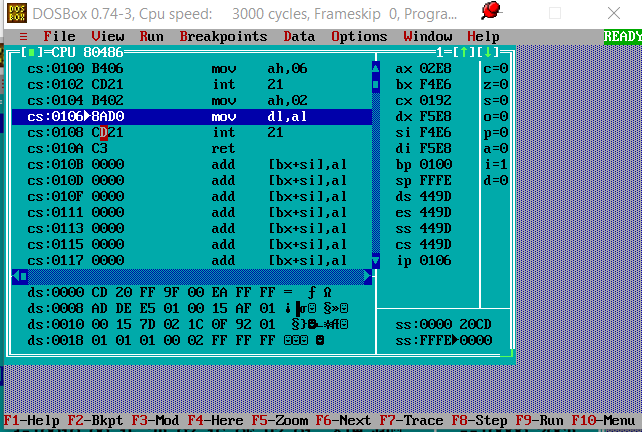 DOSBox 0.74-3, Cpu speed: 3000 cycles, Frameskip 0, Progra...
≡ File View Run Breakpoints Data Options Window Help READY
[■]=CPU 80486 1=[↑][↓]
cs:0100 B406 mov ah,06 ax 02E8 c=0
cs:0102 CD21 int 21 bx F4E6 z=0
cs:0104 B402 mov ah,02 cx 0192 s=0
cs:0106►8AD0 mov dl,al dx F5E8 o=0
cs:0108 CD21 int 21 si F4E6 p=0
cs:010A C3 ret di F5E8 a=0
cs:010B 0000 add [bx+si],al bp 0100 i=1
cs:010D 0000 add [bx+si],al sp FFFE d=0
cs:010F 0000 add [bx+si],al ds 449D
cs:0111 0000 add [bx+si],al es 449D
cs:0113 0000 add [bx+si],al ss 449D
cs:0115 0000 add [bx+si],al cs 449D
cs:0117 0000 add [bx+si],al ip 0106
ds:0000 CD 20 FF 9F 00 EA FF FF = ƒ Ω
ds:0008 AD DE E5 01 00 15 AF 01
ds:0010 00 15 7D 02 1C 0F 92 01 ss:0000 20CD
ds:0018 01 01 01 00 02 FF FF FF ss:FFFE►0000
F1-Help F2-Bkpt F3-Mod F4-Here F5-Zoom F6-Next F7-Trace F8-Step F9-Run F10-Menu